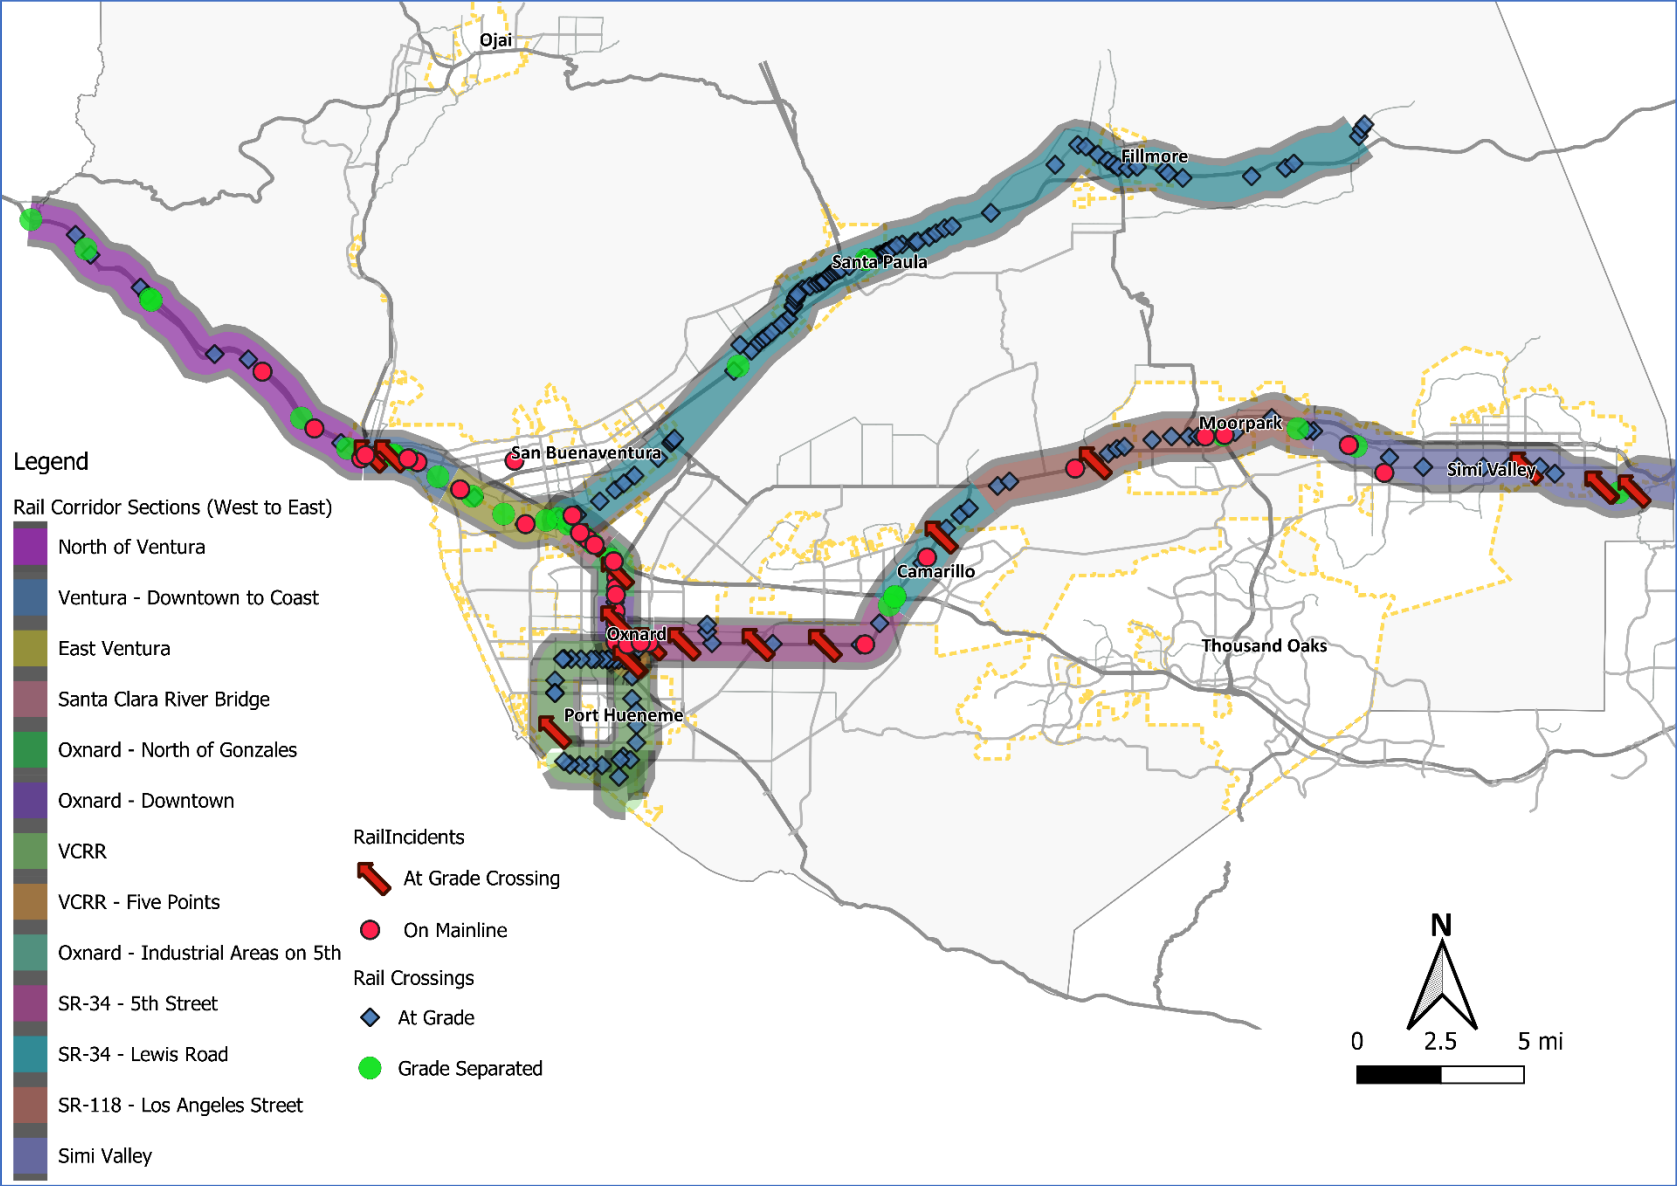 Ojai
Fillmore
Santa Paula
Moorpark
San Buenaventura
Simi Valley
Camarillo
Oxnard
Thousand Oaks
Port Hueneme
Legend
Rail Corridor Sections (West to East)
North of Ventura
Ventura - Downtown to Coast
East Ventura
Santa Clara River Bridge
Oxnard - North of Gonzales
Oxnard - Downtown
VCRR
VCRR - Five Points
Oxnard - Industrial Areas on 5th
SR-34 - 5th Street
SR-34 - Lewis Road
SR-118 - Los Angeles Street
Simi Valley
RailIncidents
At Grade Crossing
On Mainline
Rail Crossings
At Grade
Grade Separated
N
0 2.5 5 mi